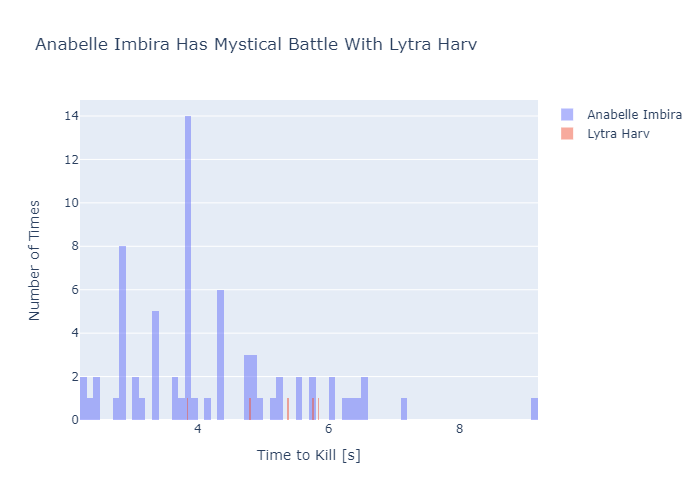 Anabelle Imbira Has Mystical Battle With Lytra Harv
Anabelle Imbira
Lytra Harv
Number of Times
14
12
10
8
6
4
2
0
4
6
8
Time to Kill [s]